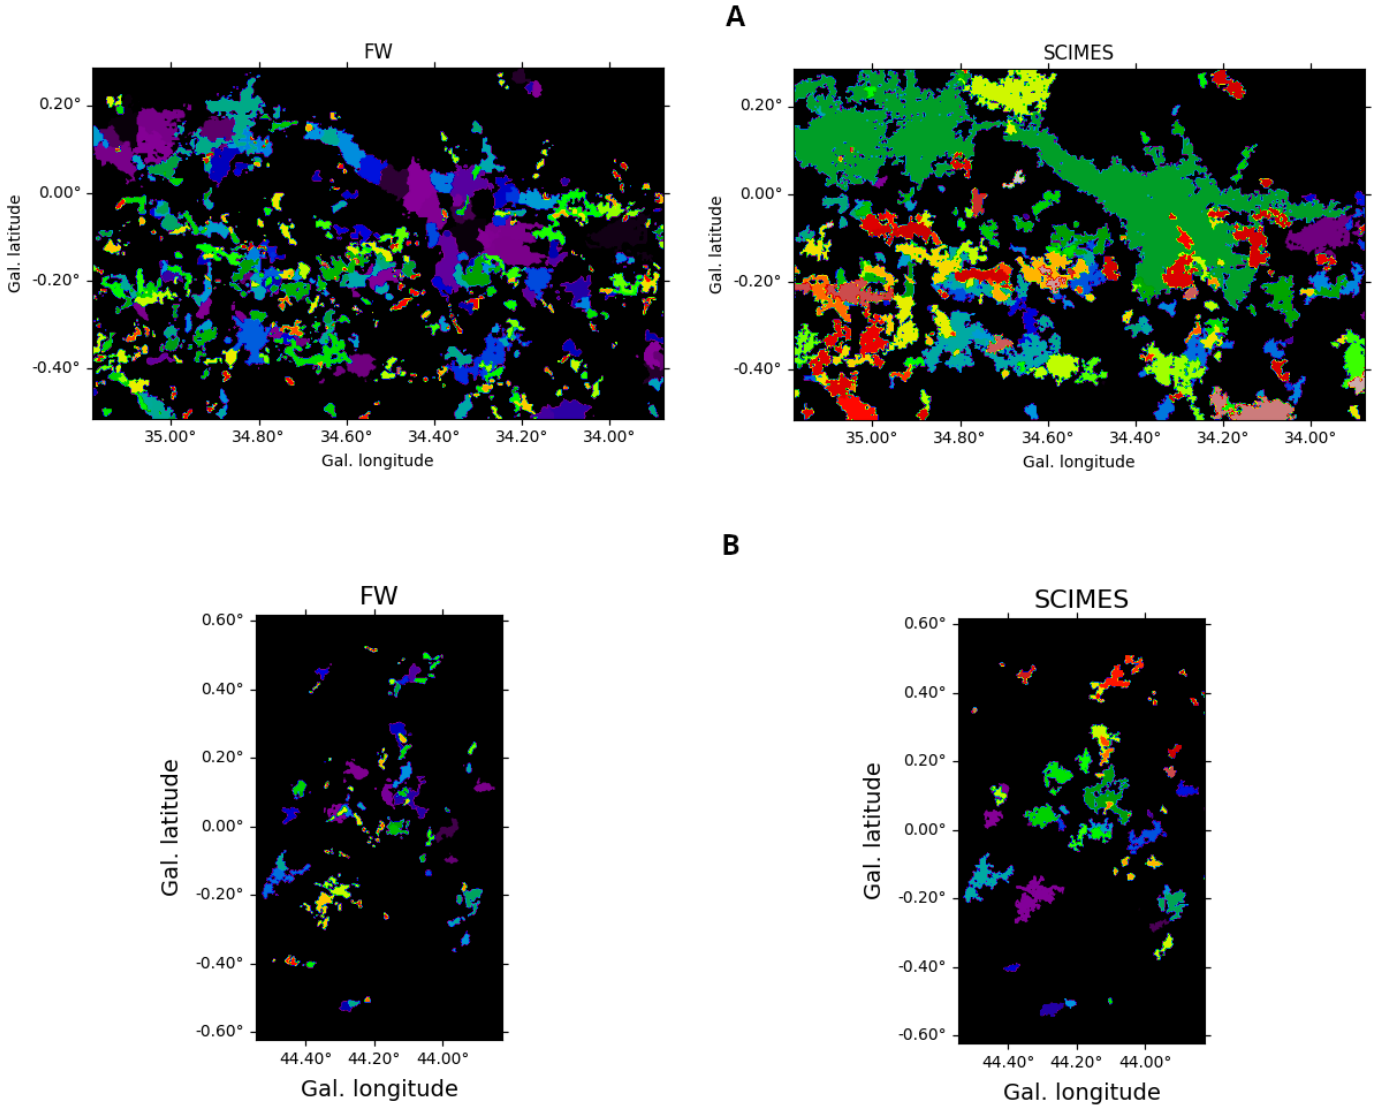 A
FW
SCIMES
0.20°
0.00°
-0.20°
-0.40°
Gal. latitude
35.00° 34.80° 34.60° 34.40° 34.20° 34.00°
Gal. longitude
0.20°
0.00°
-0.20°
-0.40°
Gal. latitude
35.00° 34.80° 34.60° 34.40° 34.20° 34.00°
Gal. longitude
B
FW
SCIMES
0.60°
0.40°
0.20°
0.00°
-0.20°
-0.40°
-0.60°
Gal. latitude
44.40° 44.20° 44.00°
Gal. longitude
0.60°
0.40°
0.20°
0.00°
-0.20°
-0.40°
-0.60°
Gal. latitude
44.40° 44.20° 44.00°
Gal. longitude